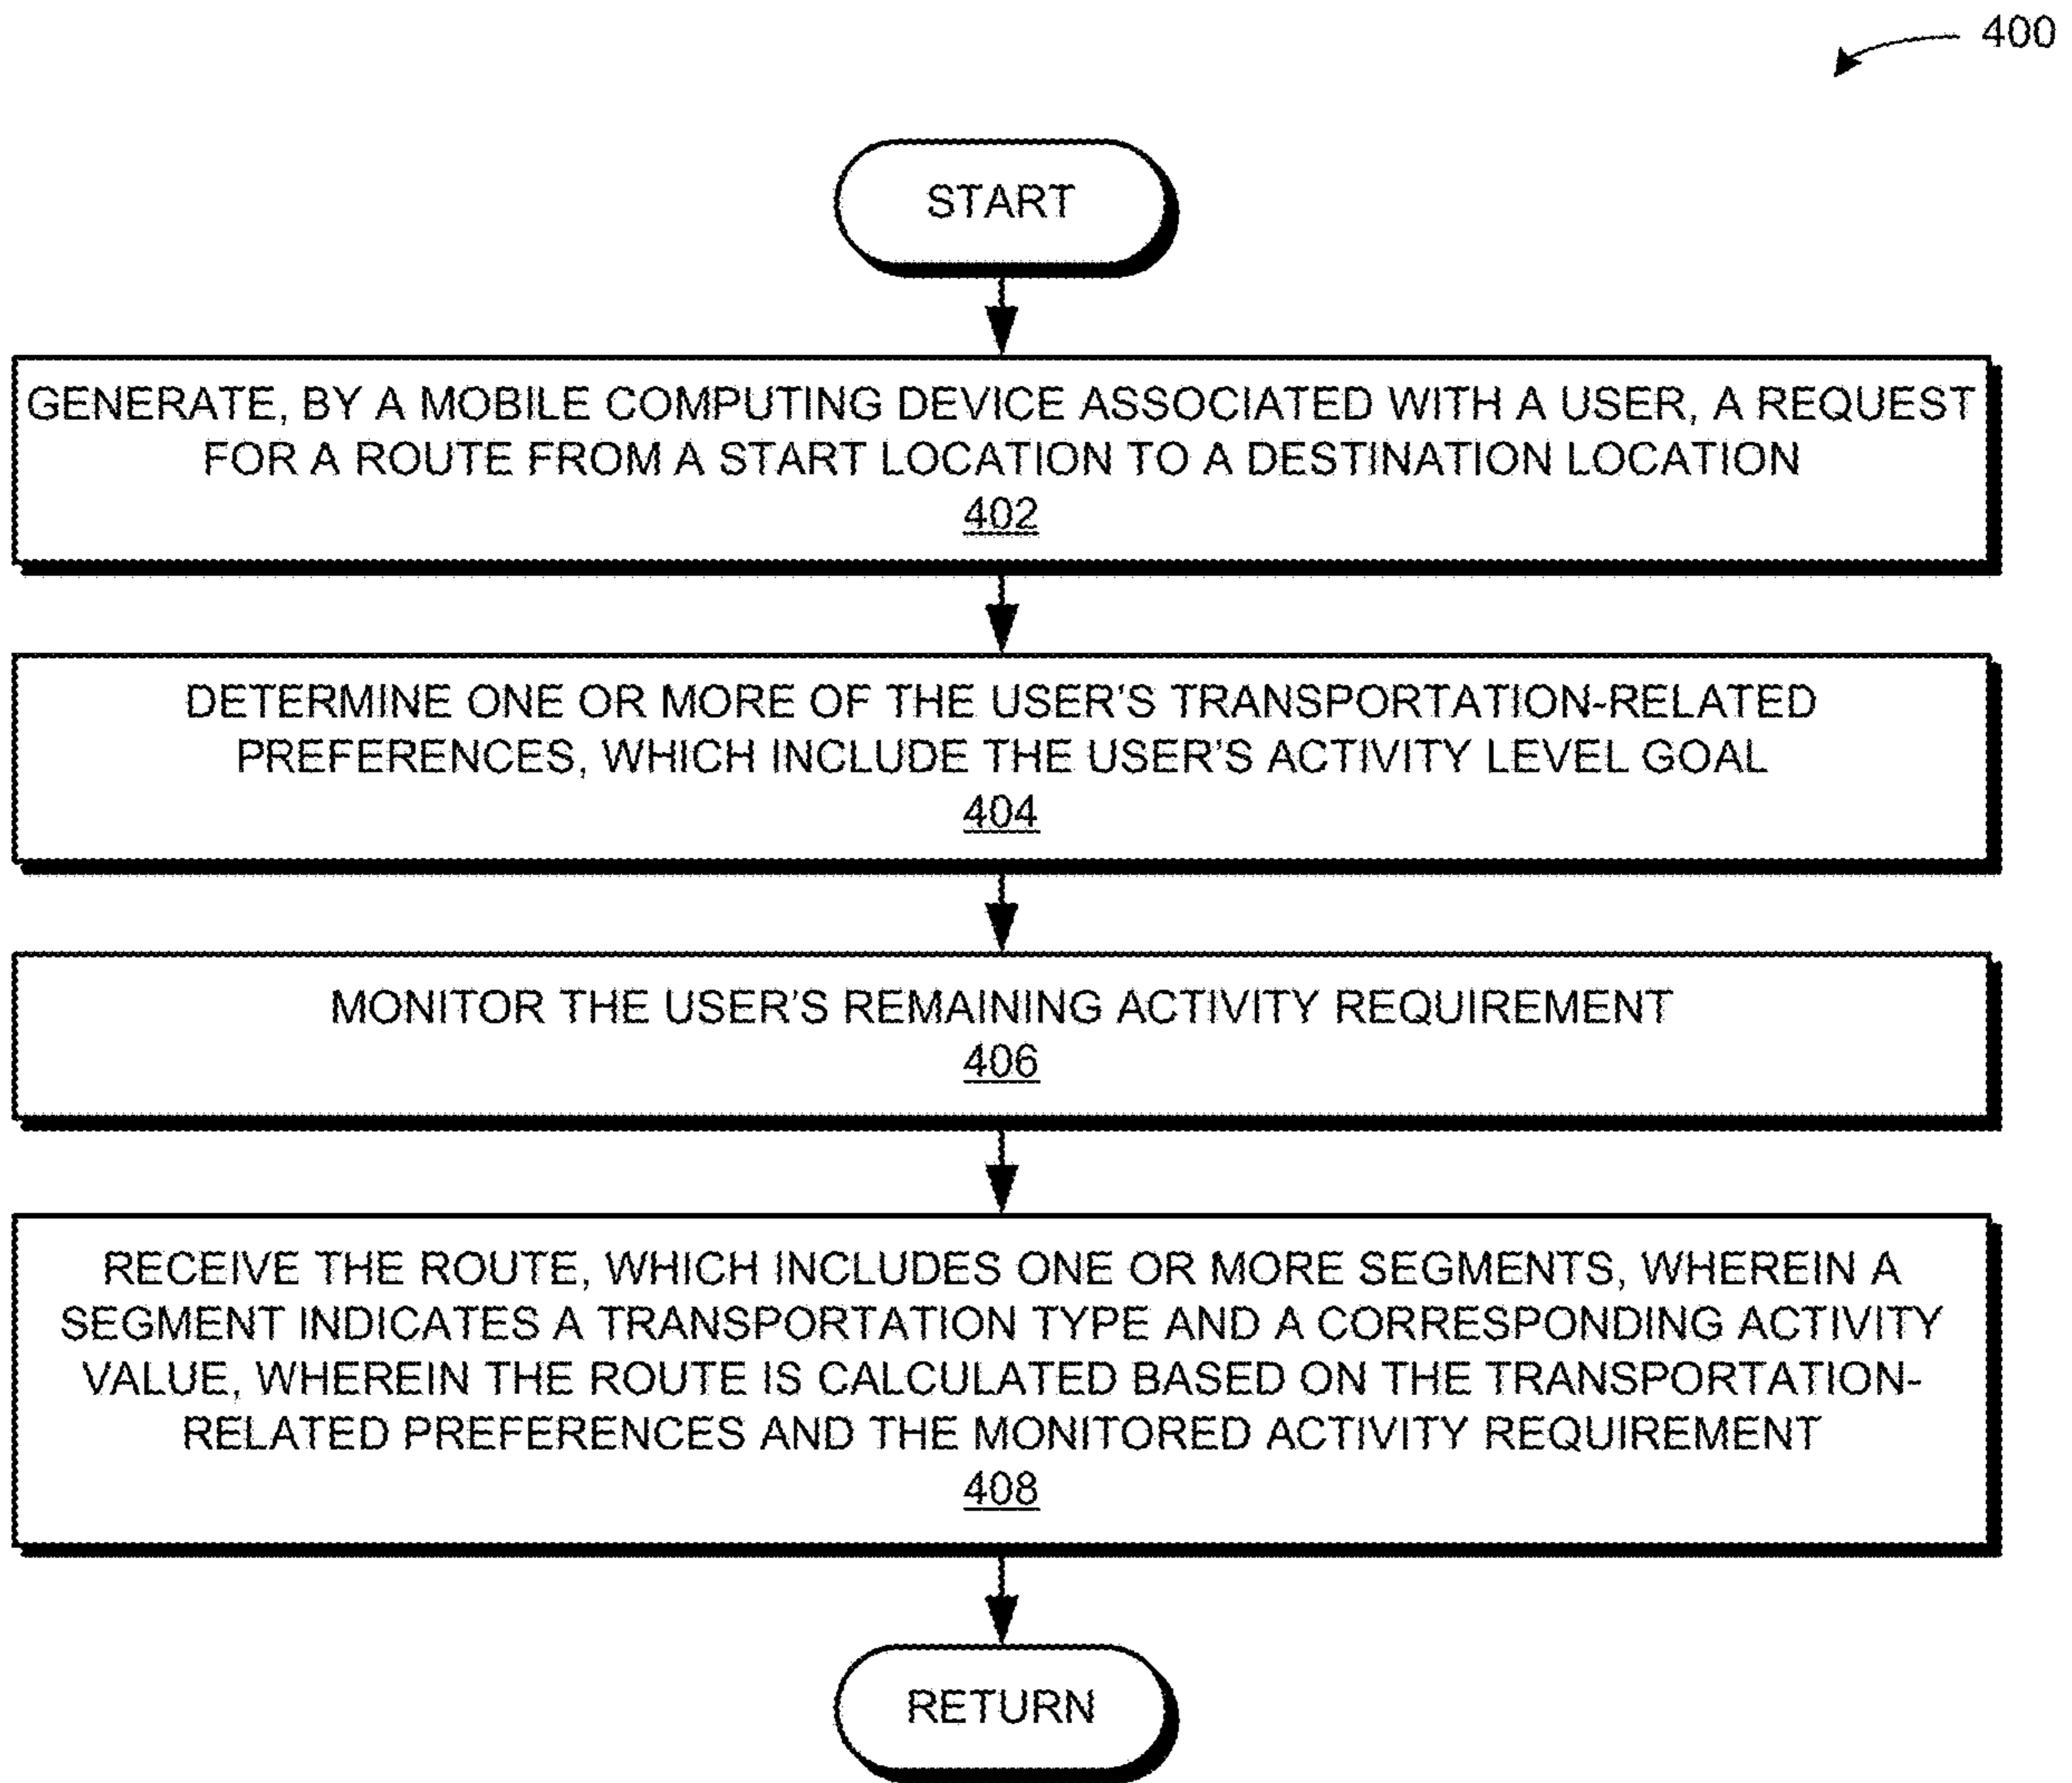 400
START
GENERATE, BY A MOBILE COMPUTING DEVICE ASSOCIATED WITH A USER, A REQUEST
FOR A ROUTE FROM A START LOCATION TO A DESTINATION LOCATION
402
DETERMINE ONE OR MORE OF THE USER'S TRANSPORTATION-RELATED
PREFERENCES, WHICH INCLUDE THE USER'S ACTIVITY LEVEL GOAL
404
MONITOR THE USER'S REMAINING ACTIVITY REQUIREMENT
406
RECEIVE THE ROUTE, WHICH INCLUDES ONE OR MORE SEGMENTS, WHEREIN A
SEGMENT INDICATES A TRANSPORTATION TYPE AND A CORRESPONDING ACTIVITY
VALUE, WHEREIN THE ROUTE IS CALCULATED BASED ON THE TRANSPORTATION-
RELATED PREFERENCES AND THE MONITORED ACTIVITY REQUIREMENT
408
RETURN